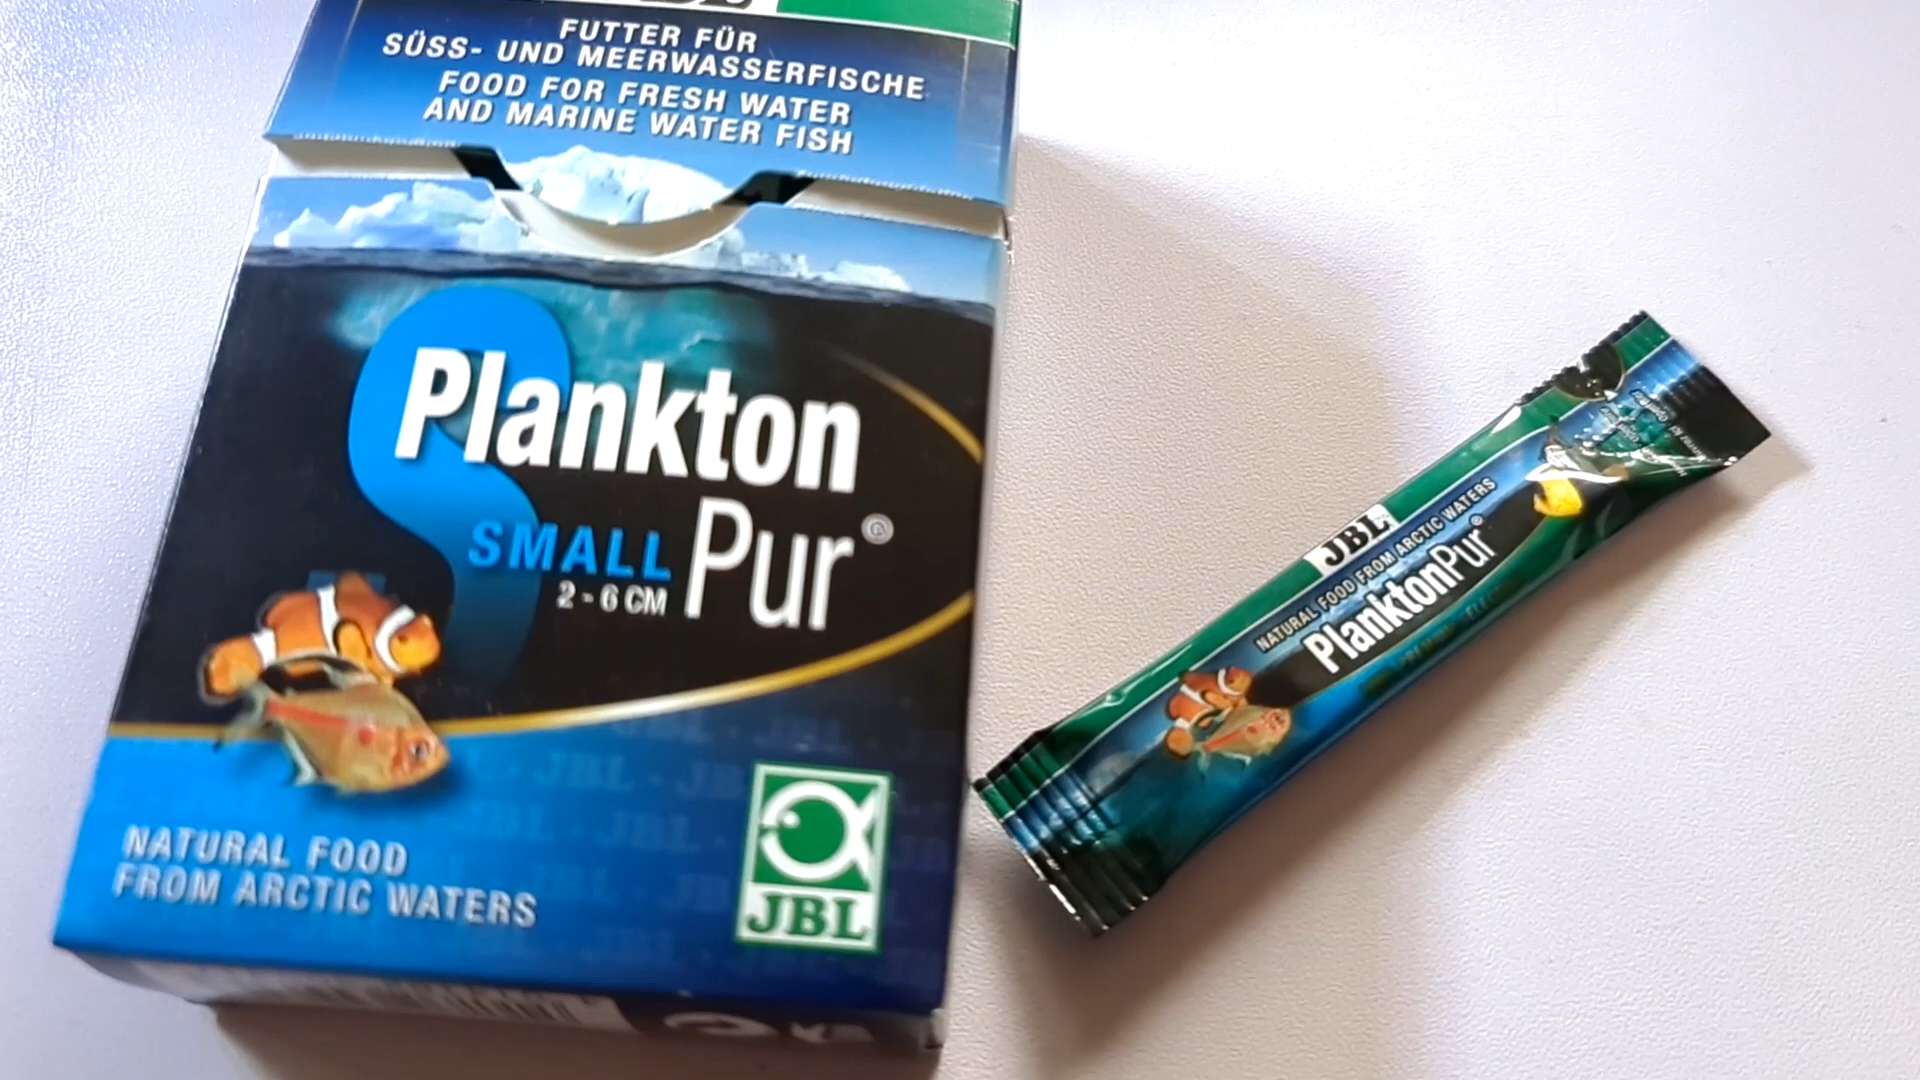 FUTTER FÜR
SÜSS- UND MEERWASSERFISCHE
FOOD FOR FRESH WATER
AND MARINE WATER FISH
Plankton
SMALL Pur®
2 - 6 CM
NATURAL FOOD
FROM ARCTIC WATERS
JBL
JBL
NATURAL FOOD FROM ARCTIC WATERS
PlanktonPur®